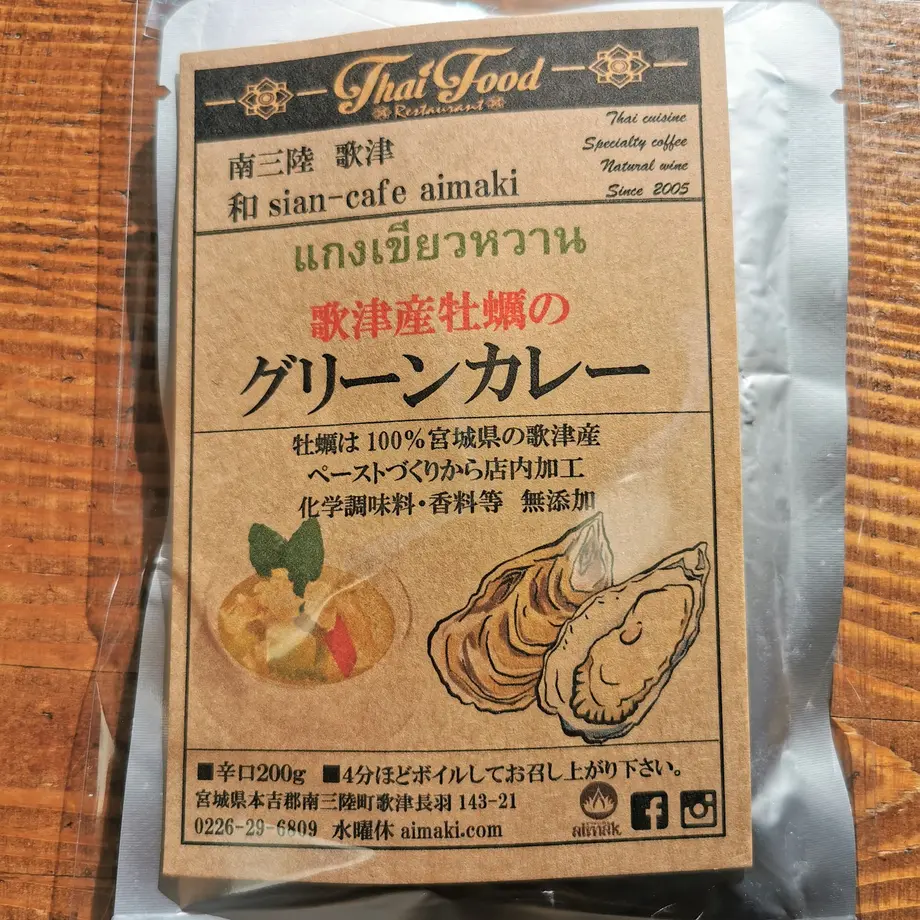 Thai Food
Restaurant
南三陸 歌津
和 sian-cafe aimaki
Thai cuisine
Specialty coffee
Natural wine
Since 2005
แกงเขียวหวาน
歌津産牡蠣の
グリーンカレー
牡蠣は100%宮城県の歌津産
ペーストづくりから店内加工
化学調味料・香料等 無添加
■辛口200g ■4分ほどボイルしてお召し上がり下さい。
宮城県本吉郡南三陸町歌津長羽 143-21
0226-29-6809 水曜休 aimaki.com